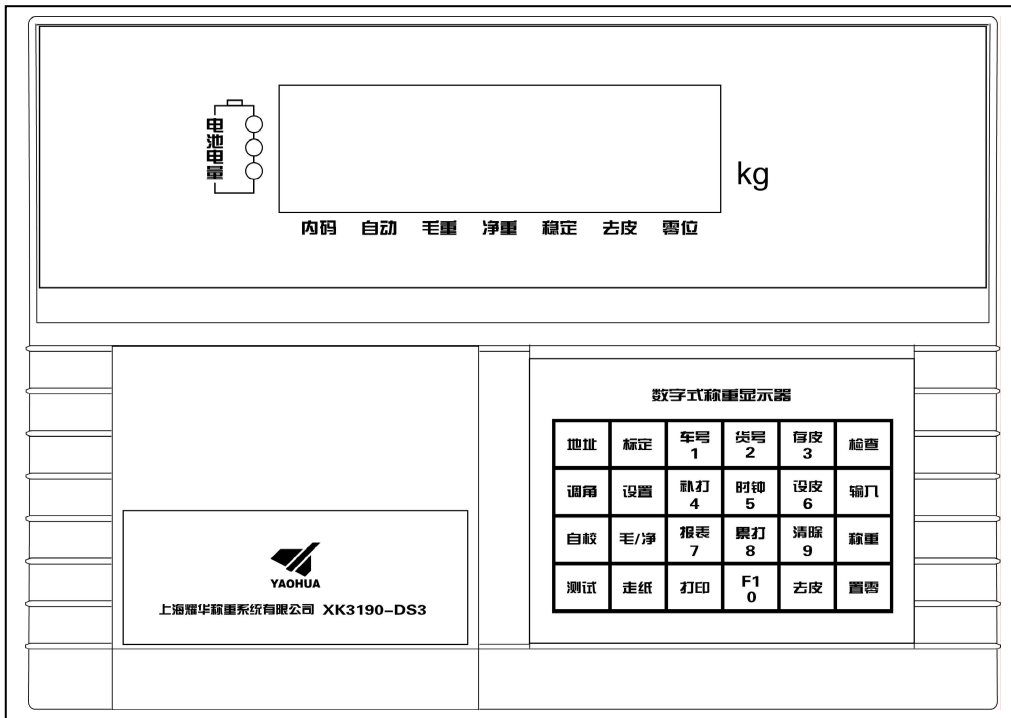 电池电量
kg
内码 自动 毛重 净重 稳定 去皮 零位
数字式称重显示器
地址 标定 车号 1 货号 2 存皮 3 检查
调角 设置 补打 4 时钟 5 设皮 6 输入
自校 毛/净 报表 7 累打 8 清除 9 称重
测试 走纸 打印 F1 0 去皮 置零
YAOHUA
上海耀华称重系统有限公司 XK3190-DS3